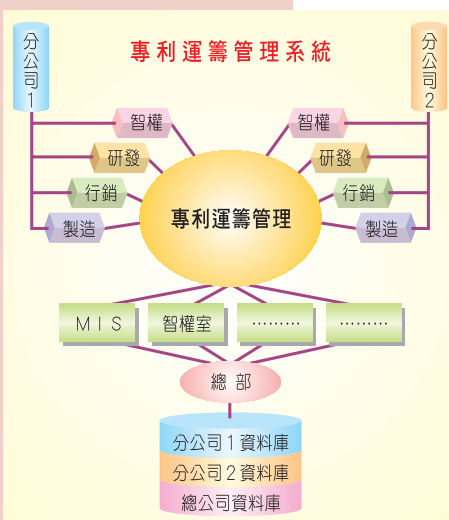 專利運籌管理系統
分公司1
分公司2
智權
智權
研發
研發
行銷
行銷
製造
製造
專利運籌管理
MIS
智權室
………
………
總部
分公司1資料庫
分公司2資料庫
總公司資料庫